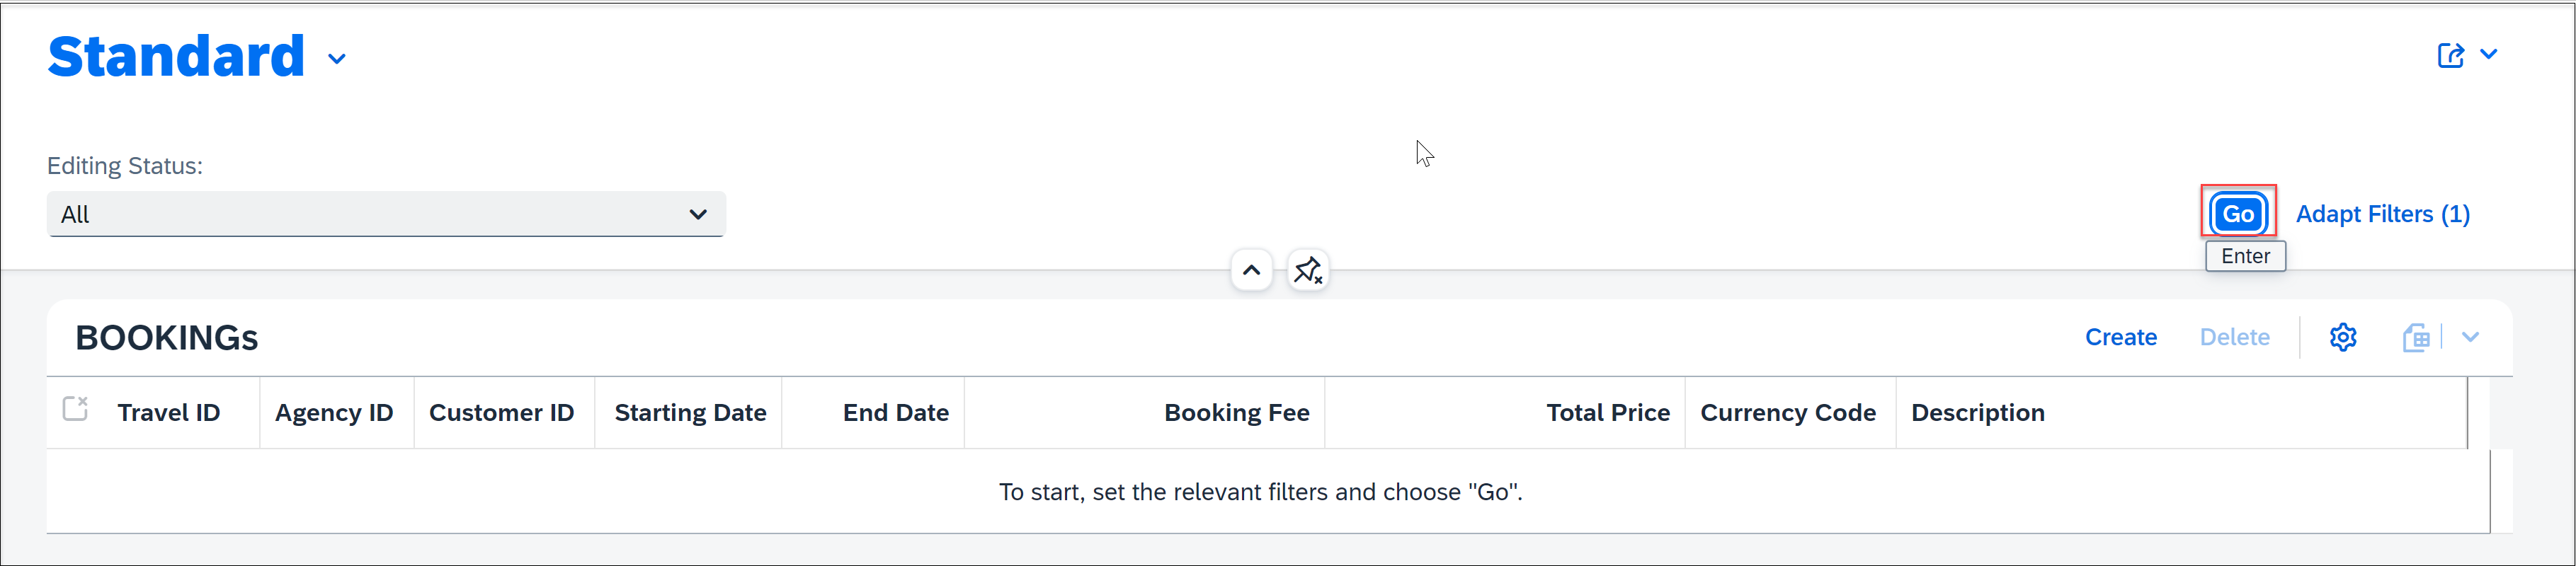 Standard
Editing Status:
All
Go
Adapt Filters (1)
Enter
BOOKINGs
Create
Delete
Travel ID
Agency ID
Customer ID
Starting Date
End Date
Booking Fee
Total Price
Currency Code
Description
To start, set the relevant filters and choose "Go".